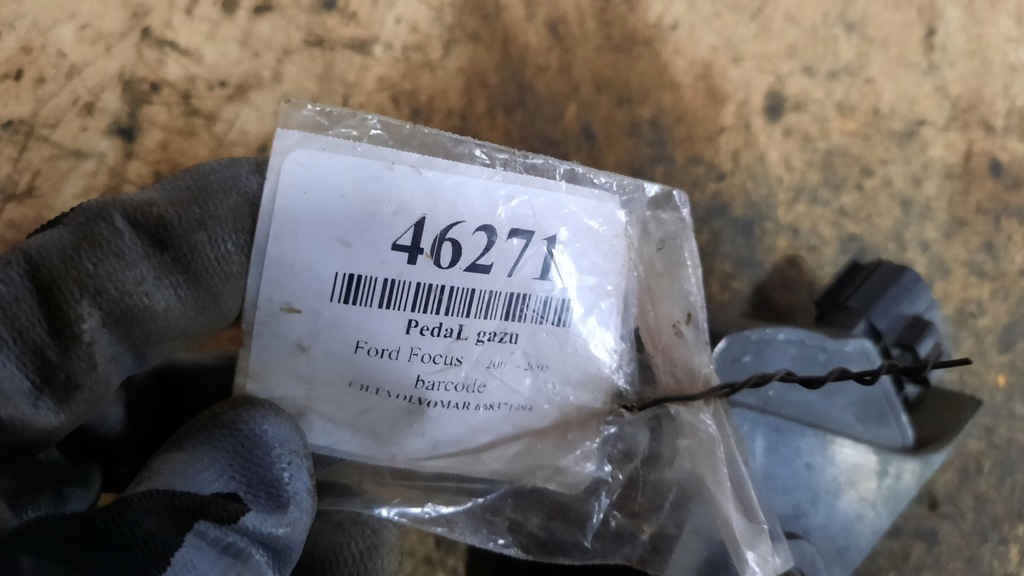 46271
PedaL gazu
Ford Focus
barcode